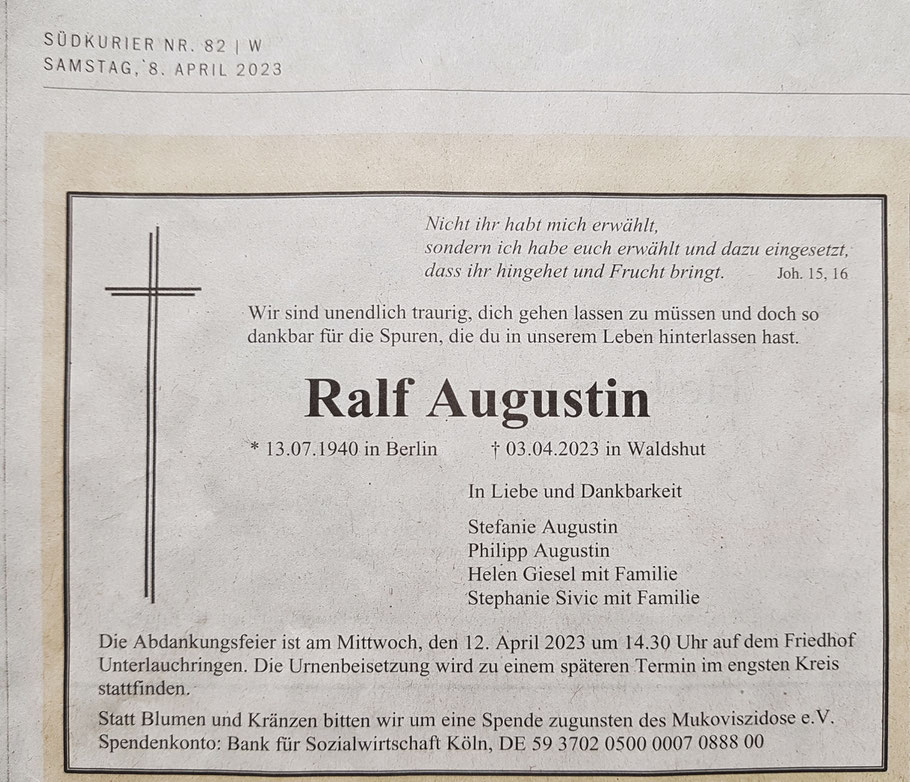 SÜDKURIER NR. 82 | W
SAMSTAG, 8. APRIL 2023
Nicht ihr habt mich erwählt,
sondern ich habe euch erwählt und dazu eingesetzt,
dass ihr hingehet und Frucht bringt. Joh. 15, 16
Wir sind unendlich traurig, dich gehen lassen zu müssen und doch so
dankbar für die Spuren, die du in unserem Leben hinterlassen hast.
Ralf Augustin
* 13.07.1940 in Berlin † 03.04.2023 in Waldshut
In Liebe und Dankbarkeit
Stefanie Augustin
Philipp Augustin
Helen Giesel mit Familie
Stephanie Sivic mit Familie
Die Abdankungsfeier ist am Mittwoch, den 12. April 2023 um 14.30 Uhr auf dem Friedhof
Unterlauchringen. Die Urnenbeisetzung wird zu einem späteren Termin im engsten Kreis
stattfinden.
Statt Blumen und Kränzen bitten wir um eine Spende zugunsten des Mukoviszidose e.V.
Spendenkonto: Bank für Sozialwirtschaft Köln, DE 59 3702 0500 0007 0888 00